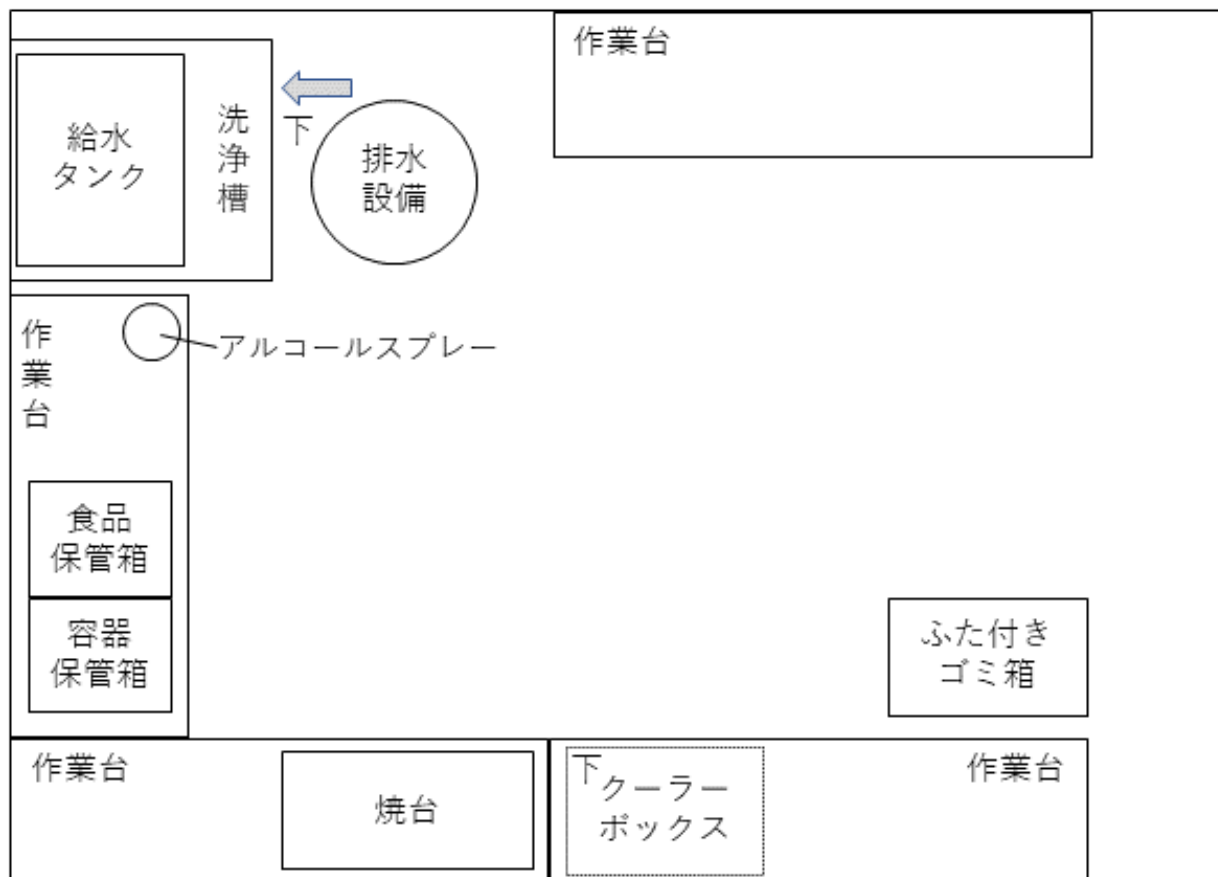 作業台
給水
タンク
洗浄槽
下
排水
設備
作業台
アルコールスプレー
食品
保管箱
容器
保管箱
ふた付き
ゴミ箱
作業台
焼台
下
クーラー
ボックス
作業台